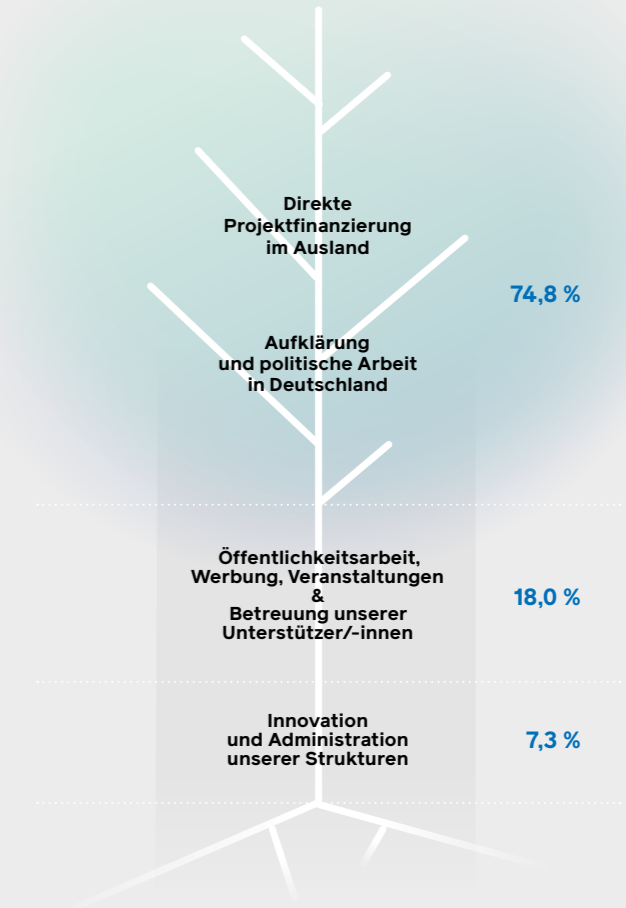 Direkte
Projektfinanzierung
im Ausland
74,8 %
Aufklärung
und politische Arbeit
in Deutschland
Öffentlichkeitsarbeit,
Werbung, Veranstaltungen
&
Betreuung unserer
Unterstützer/-innen
18,0 %
Innovation
und Administration
unserer Strukturen
7,3 %